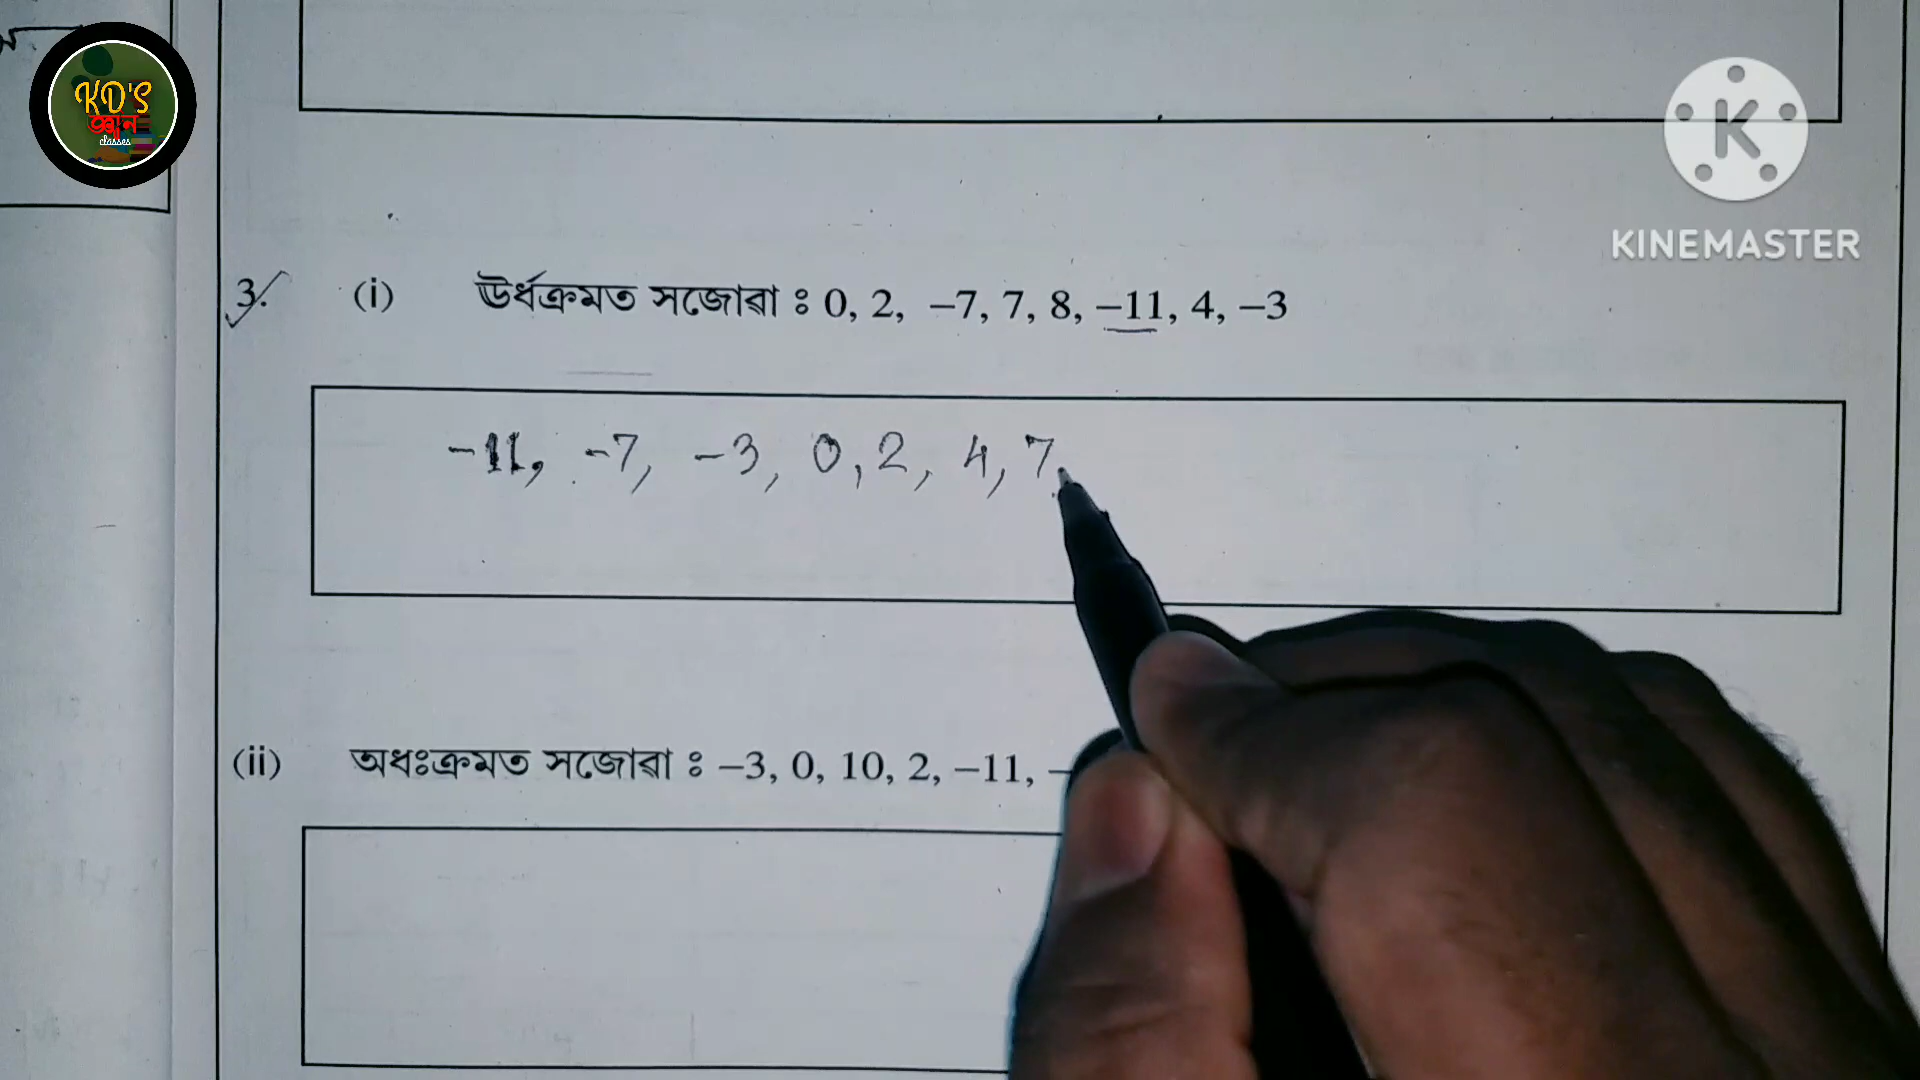 KD'S
জ্ঞান
classes
KINEMASTER
3. (i) ঊৰ্ধক্ৰমত সজোৱা ঃ 0, 2, –7, 7, 8, –11, 4, –3
-11, -7, -3, 0, 2, 4, 7,
(ii) অধঃক্ৰমত সজোৱা ঃ –3, 0, 10, 2, –11, –